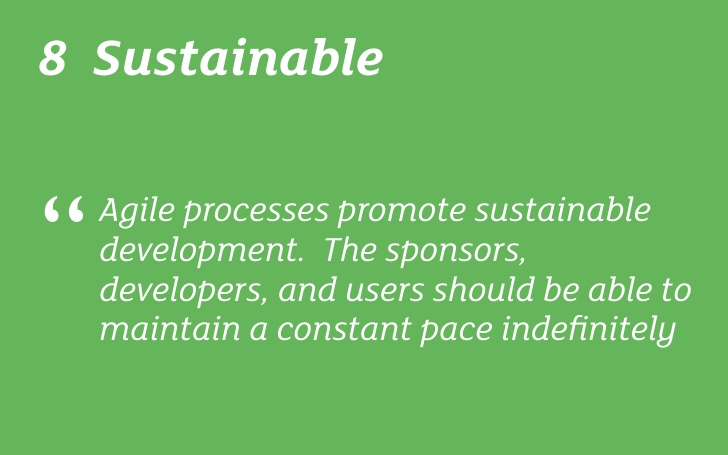 8 Sustainable
“ Agile processes promote sustainable
development. The sponsors,
developers, and users should be able to
maintain a constant pace indefinitely